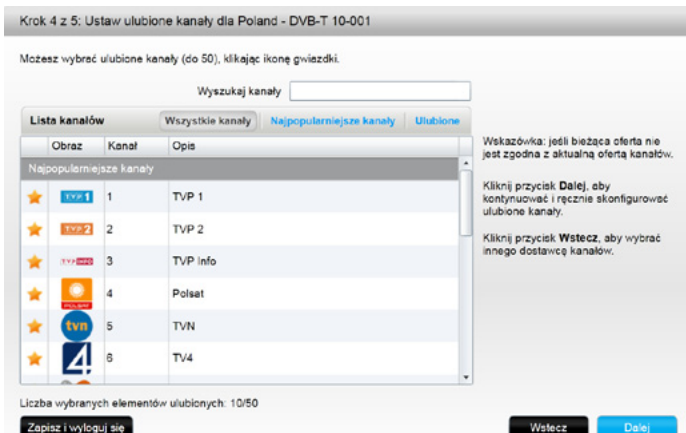 Krok 4 z 5: Ustaw ulubione kanały dla Poland - DVB-T 10-001
Możesz wybrać ulubione kanały (do 50), klikając ikonę gwiazdki.
Wyszukaj kanały
Lista kanałów Wszystkie kanały Najpopularniejsze kanały Ulubione
Obraz Kanał Opis
Najpopularniejsze kanały
TVP 1 1 TVP 1
TVP 2 2 TVP 2
TVP INFO 3 TVP Info
POLSAT 4 Polsat
tvn 5 TVN
4 6 TV4
Wskazówka: jeśli bieżąca oferta nie
jest zgodna z aktualną ofertą kanałów.
Kliknij przycisk Dalej, aby
kontynuować i ręcznie skonfigurować
ulubione kanały.
Kliknij przycisk Wstecz, aby wybrać
innego dostawcę kanałów.
Liczba wybranych elementów ulubionych: 10/50
Zapisz i wyloguj się Wstecz Dalej